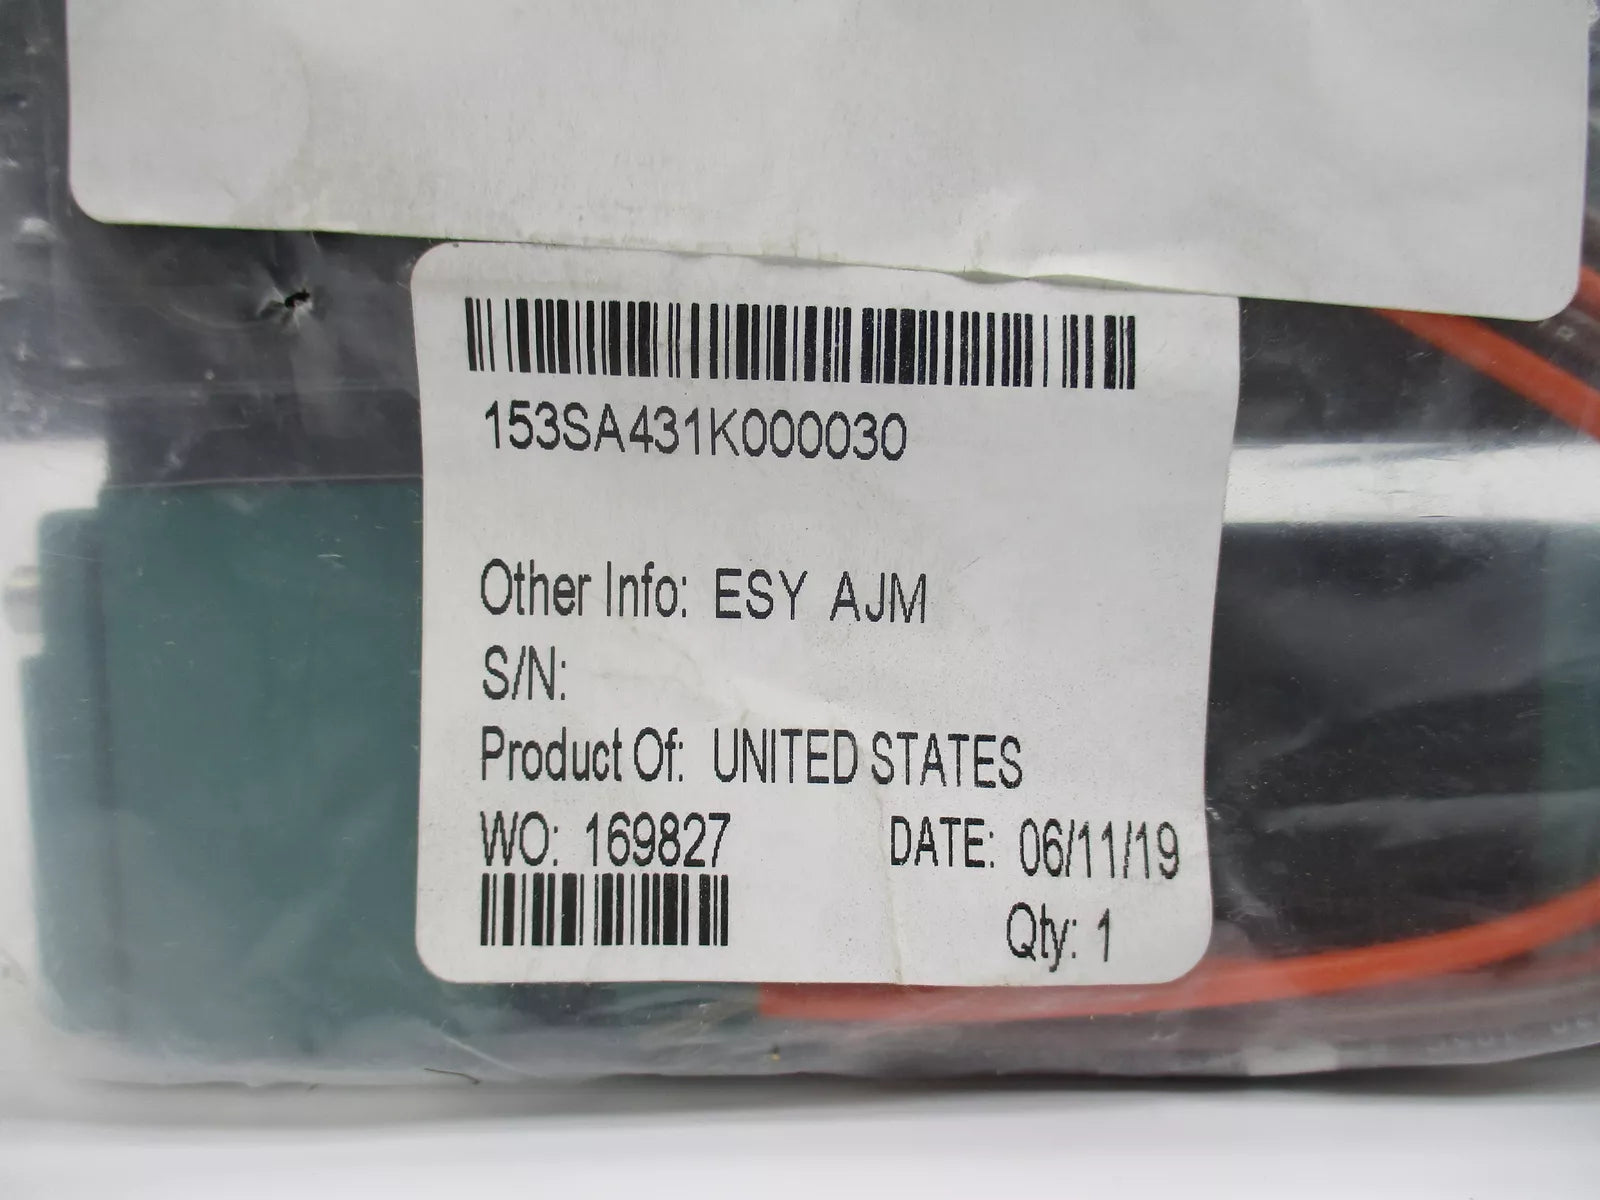 153SA431K000030
Other Info: ESY AJM
S/N:
Product Of: UNITED STATES
WO: 169827 DATE: 06/11/19
Qty: 1